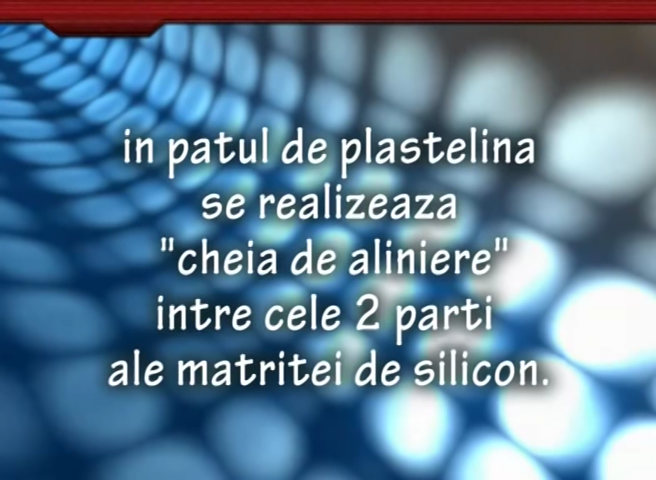 in patul de plastelina
se realizeaza
"cheia de aliniere"
intre cele 2 parti
ale matritei de silicon.